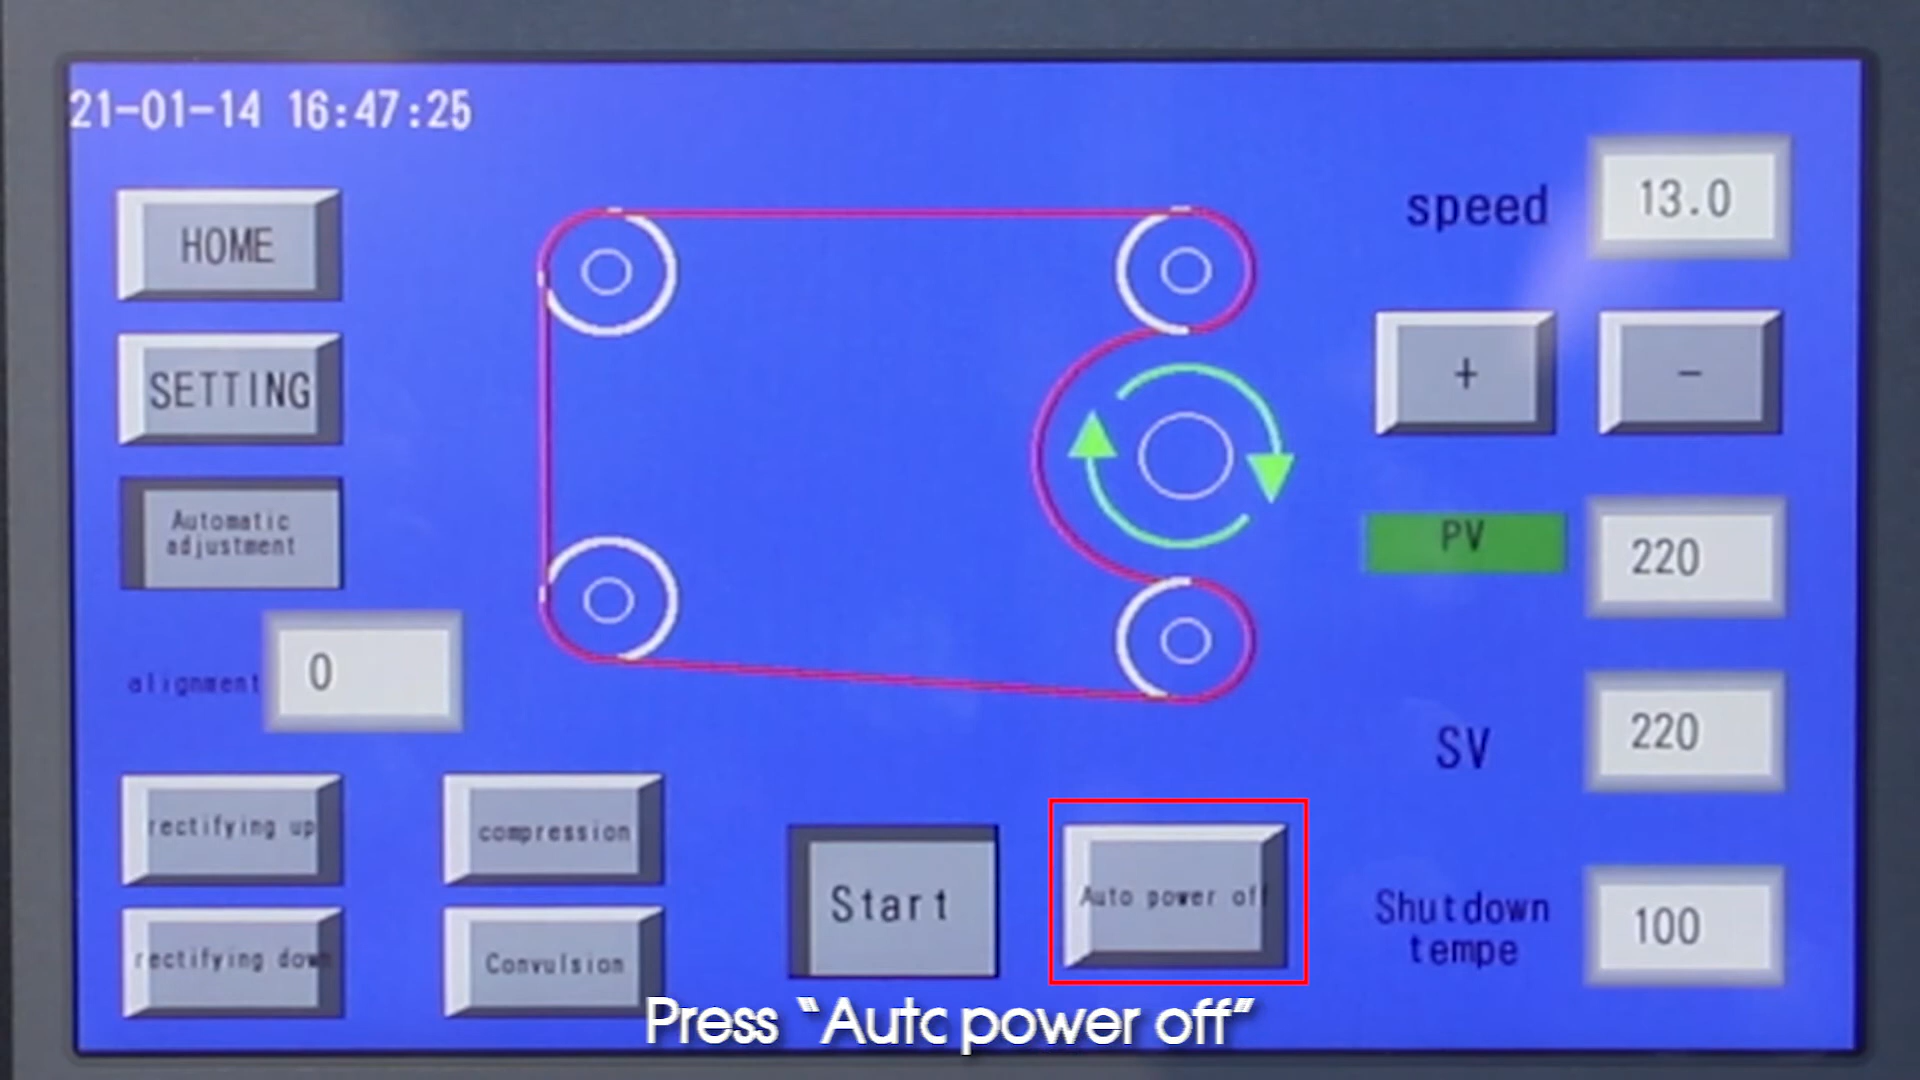 21-01-14 16:47:25
speed
13.0
HOME
+
-
SETTING
Automatic
adjustment
PV
220
alignment
0
SV
220
rectifying up
compression
Start
Auto power off
Shutdown
tempe
100
rectifying down
Convulsion
Press “Autc power off”